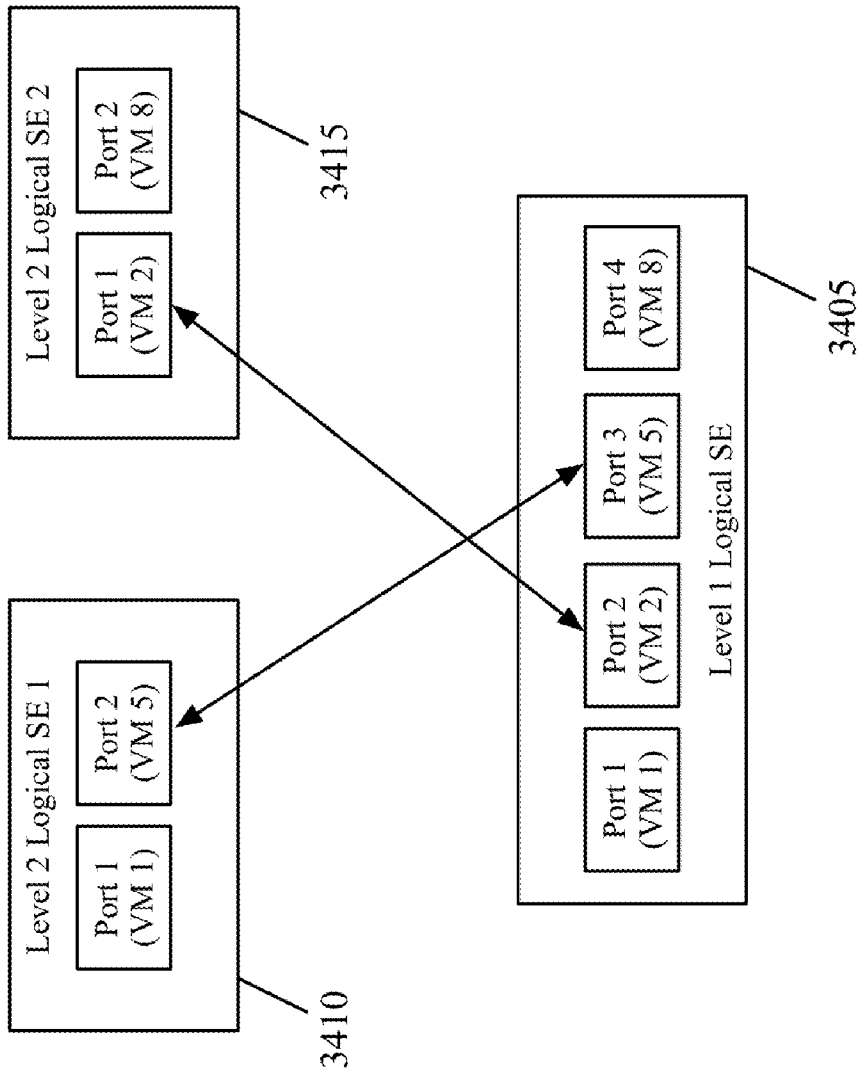 Level 2 Logical SE 1
Port 1
(VM 1)
Port 2
(VM 5)
3410
Level 2 Logical SE 2
Port 1
(VM 2)
Port 2
(VM 8)
3415
Port 1
(VM 1)
Port 2
(VM 2)
Port 3
(VM 5)
Port 4
(VM 8)
Level 1 Logical SE
3405